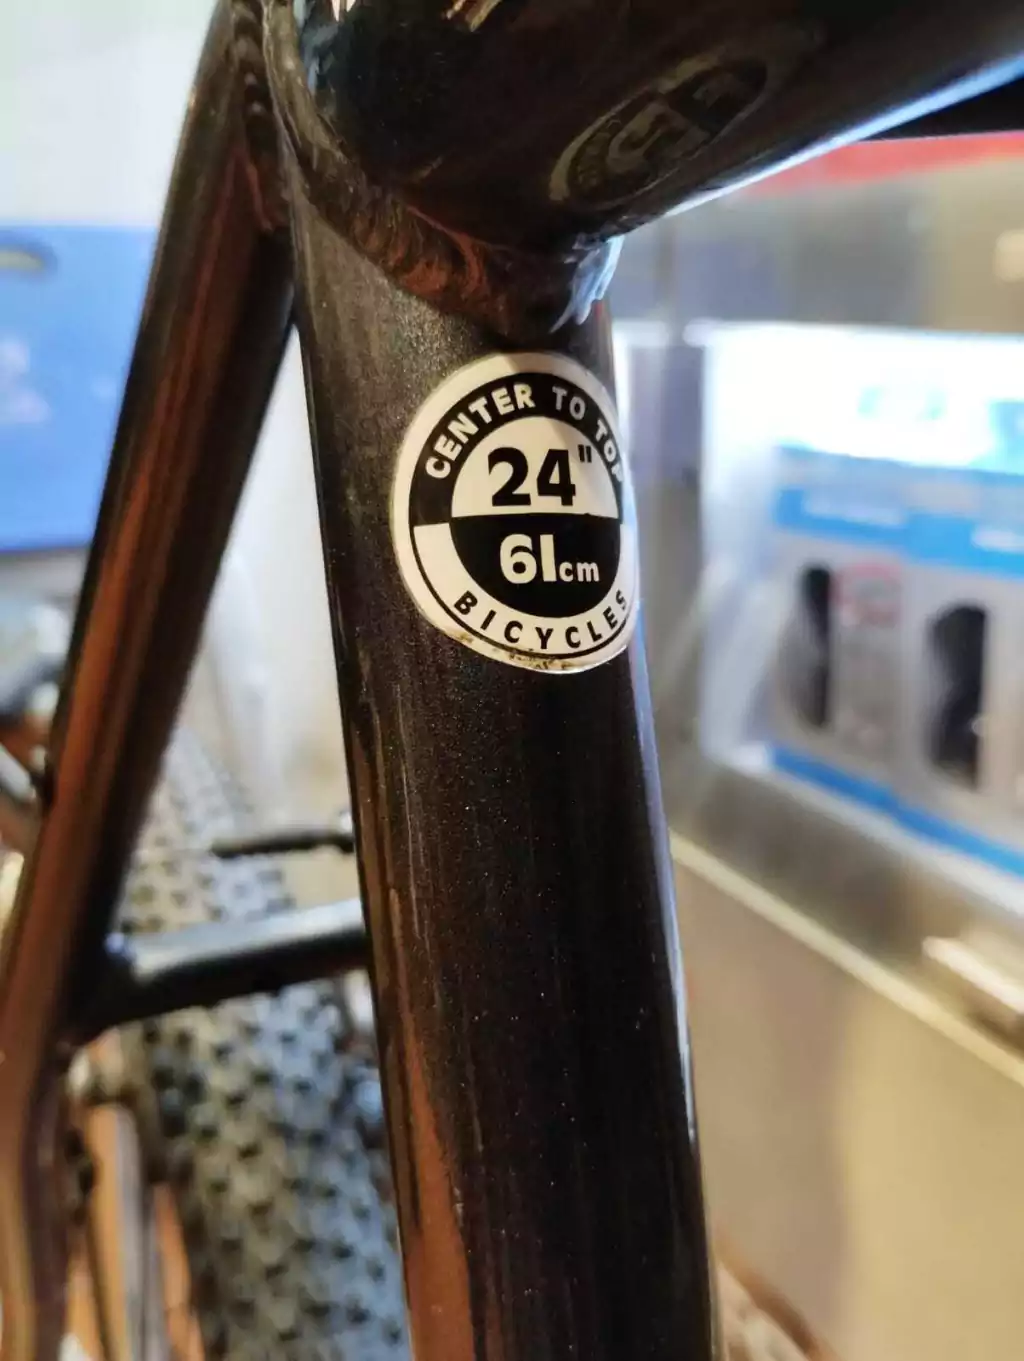 CENTER TO TOP
24"
61cm
BICYCLES